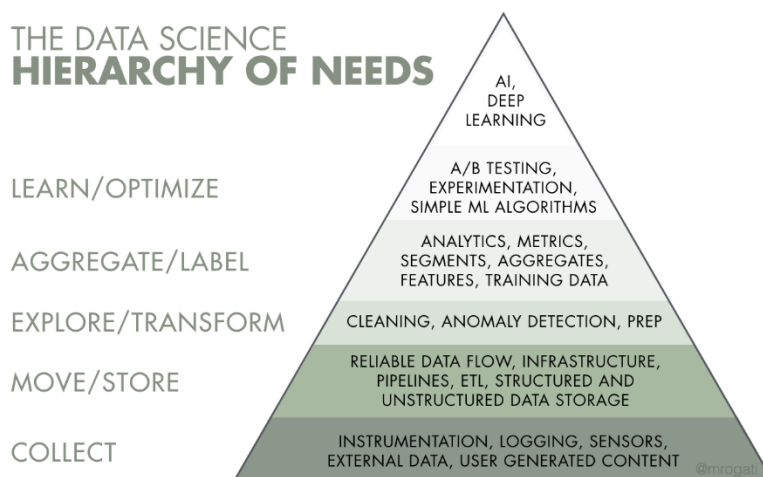 THE DATA SCIENCE
HIERARCHY OF NEEDS
AI,
DEEP
LEARNING
LEARN/OPTIMIZE
A/B TESTING,
EXPERIMENTATION,
SIMPLE ML ALGORITHMS
AGGREGATE/LABEL
ANALYTICS, METRICS,
SEGMENTS, AGGREGATES,
FEATURES, TRAINING DATA
EXPLORE/TRANSFORM
CLEANING, ANOMALY DETECTION, PREP
MOVE/STORE
RELIABLE DATA FLOW, INFRASTRUCTURE,
PIPELINES, ETL, STRUCTURED AND
UNSTRUCTURED DATA STORAGE
COLLECT
INSTRUMENTATION, LOGGING, SENSORS,
EXTERNAL DATA, USER GENERATED CONTENT
@mrogati